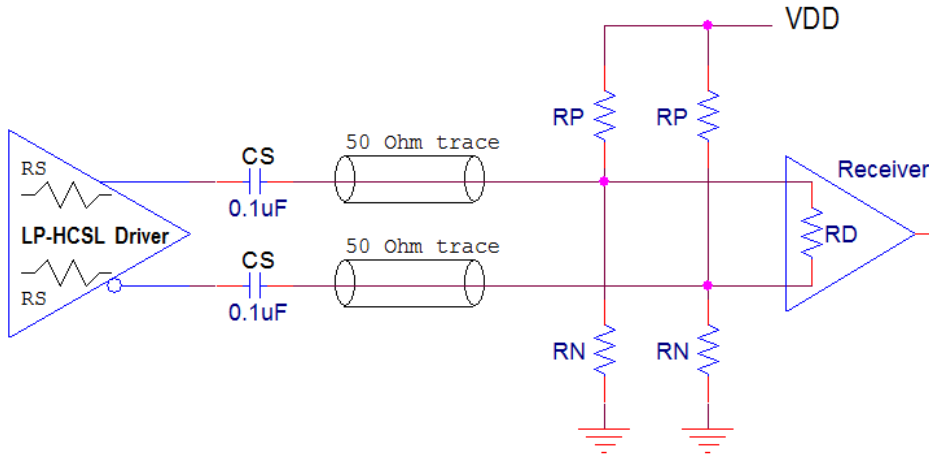 VDD
RP
RP
50 Ohm trace
CS
0.1uF
RS
LP-HCSL Driver
RS
Receiver
RD
50 Ohm trace
CS
0.1uF
RN
RN